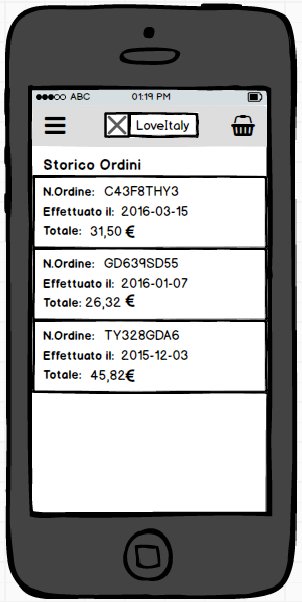 ABC 01:19 PM
LoveItaly
Storico Ordini
N.Ordine: C43F8THY3
Effettuato il: 2016-03-15
Totale: 31,50 €
N.Ordine: GD639SD55
Effettuato il: 2016-01-07
Totale: 26,32 €
N.Ordine: TY328GDA6
Effettuato il: 2015-12-03
Totale: 45,82€